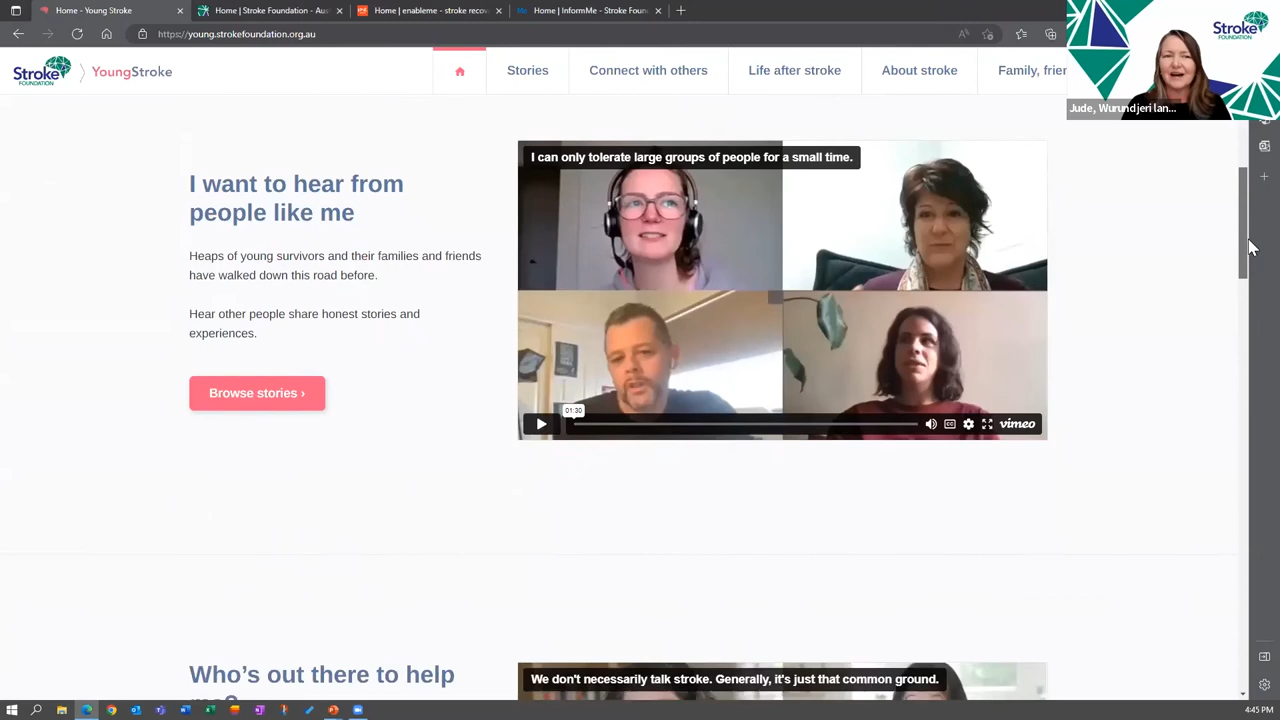 Home - Young Stroke
Home | Stroke Foundation - Aus
Home | enableme - stroke recov
Home | InformMe - Stroke Foun
https://young.strokefoundation.org.au
Stroke
FOUNDATION
YoungStroke
Stories
Connect with others
Life after stroke
About stroke
Family, frien
Stroke
FOUNDATION
Jude, Wurundjeri lan...
I want to hear from
people like me
Heaps of young survivors and their families and friends
have walked down this road before.
Hear other people share honest stories and
experiences.
Browse stories ›
I can only tolerate large groups of people for a small time.
01:30
CC
vimeo
Who's out there to help
me?
We don't necessarily talk stroke. Generally, it's just that common ground.
4:45 PM